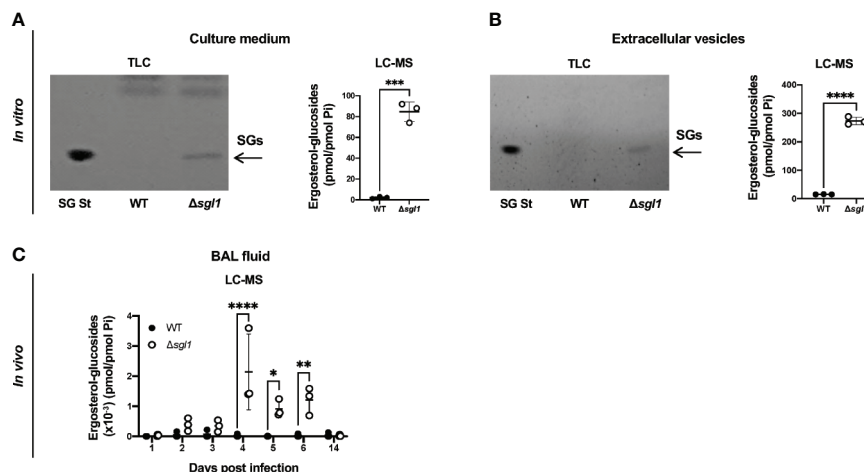 A
In vitro
Culture medium
TLC
SGs
SG St
WT
Δsgl1
LC-MS
Ergosterol-glucosides
(pmol/pmol Pi)
***
100
80
60
40
20
0
WT
Δsgl1
B
Extracellular vesicles
TLC
SGs
SG St
WT
Δsgl1
LC-MS
Ergosterol-glucosides
(pmol/pmol Pi)
****
400
300
200
100
0
WT
Δsgl
C
In vivo
BAL fluid
LC-MS
Ergosterol-glucosides
(x10-3) (pmol/pmol Pi)
WT
Δsgl1
****
*
**
4
3
2
1
0
1 2 3 4 5 6 14
Days post infection